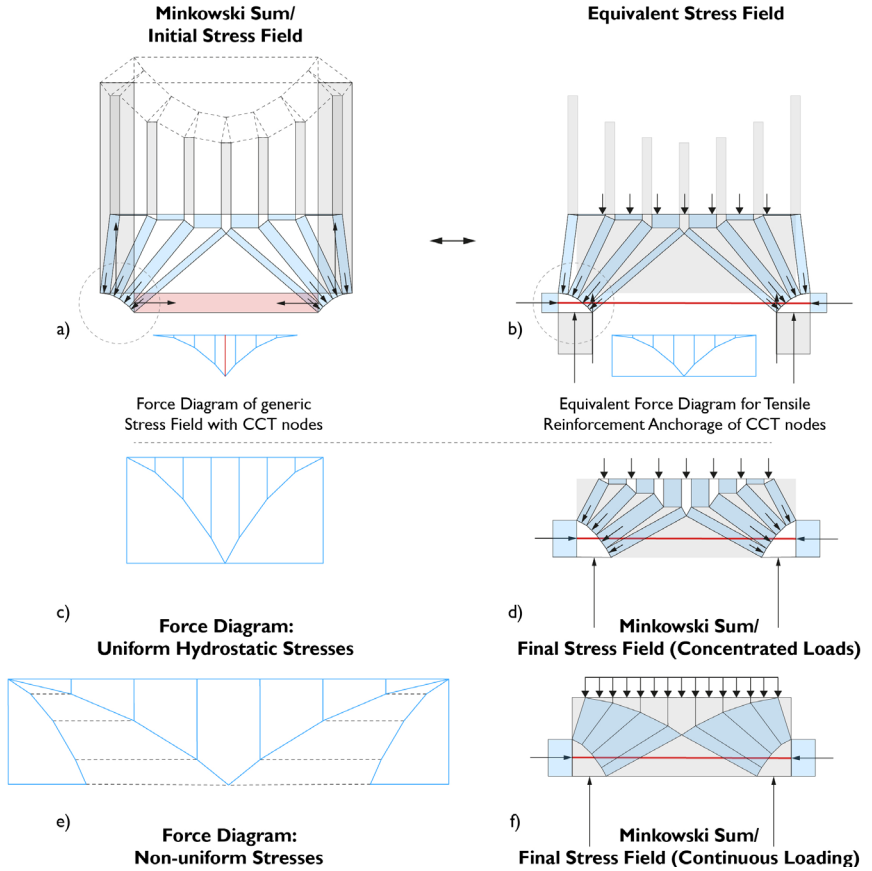 Minkowski Sum/
Initial Stress Field
Equivalent Stress Field
a)
b)
Force Diagram of generic
Stress Field with CCT nodes
Equivalent Force Diagram for Tensile
Reinforcement Anchorage of CCT nodes
c)
Force Diagram:
Uniform Hydrostatic Stresses
d)
Minkowski Sum/
Final Stress Field (Concentrated Loads)
e)
Force Diagram:
Non-uniform Stresses
f)
Minkowski Sum/
Final Stress Field (Continuous Loading)